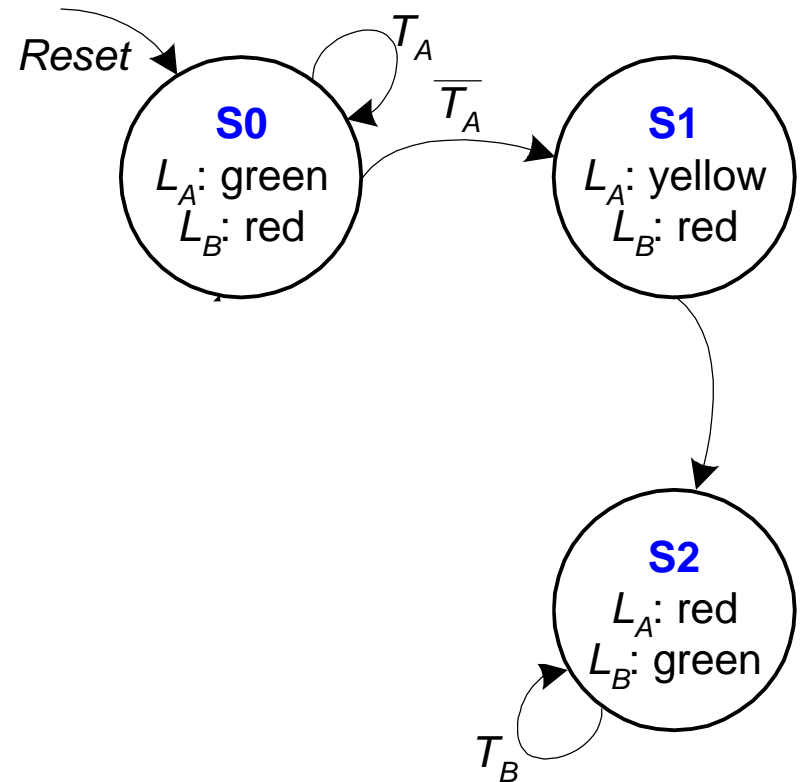 Reset
T_A
T̅_A̅
S0
L_A: green
L_B: red
S1
L_A: yellow
L_B: red
S2
L_A: red
L_B: green
T_B